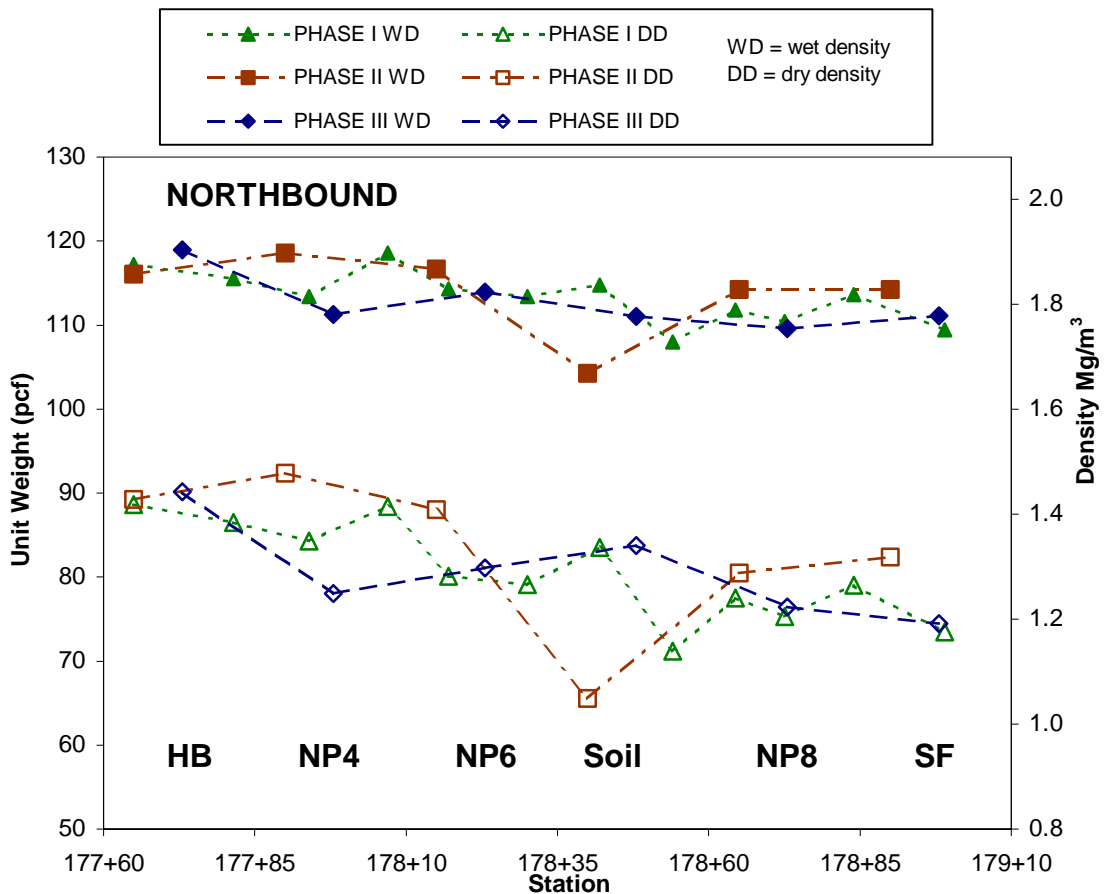 PHASE I WD PHASE I DD WD = wet density
PHASE II WD PHASE II DD DD = dry density
PHASE III WD PHASE III DD
NORTHBOUND
130
120
110
100
90
80
70
60
50
Unit Weight (pcf)
2.0
1.8
1.6
1.4
1.2
1.0
0.8
Density Mg/m³
HB NP4 NP6 Soil NP8 SF
177+60 177+85 178+10 178+35 178+60 178+85 179+10
Station